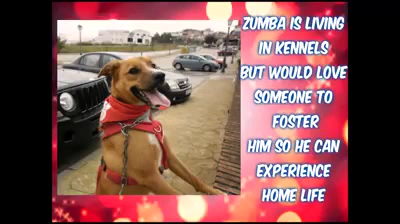 ZUMBA IS LIVING
IN KENNELS
BUT WOULD LOVE
SOMEONE TO
FOSTER
HIM SO HE CAN
EXPERIENCE
HOME LIFE